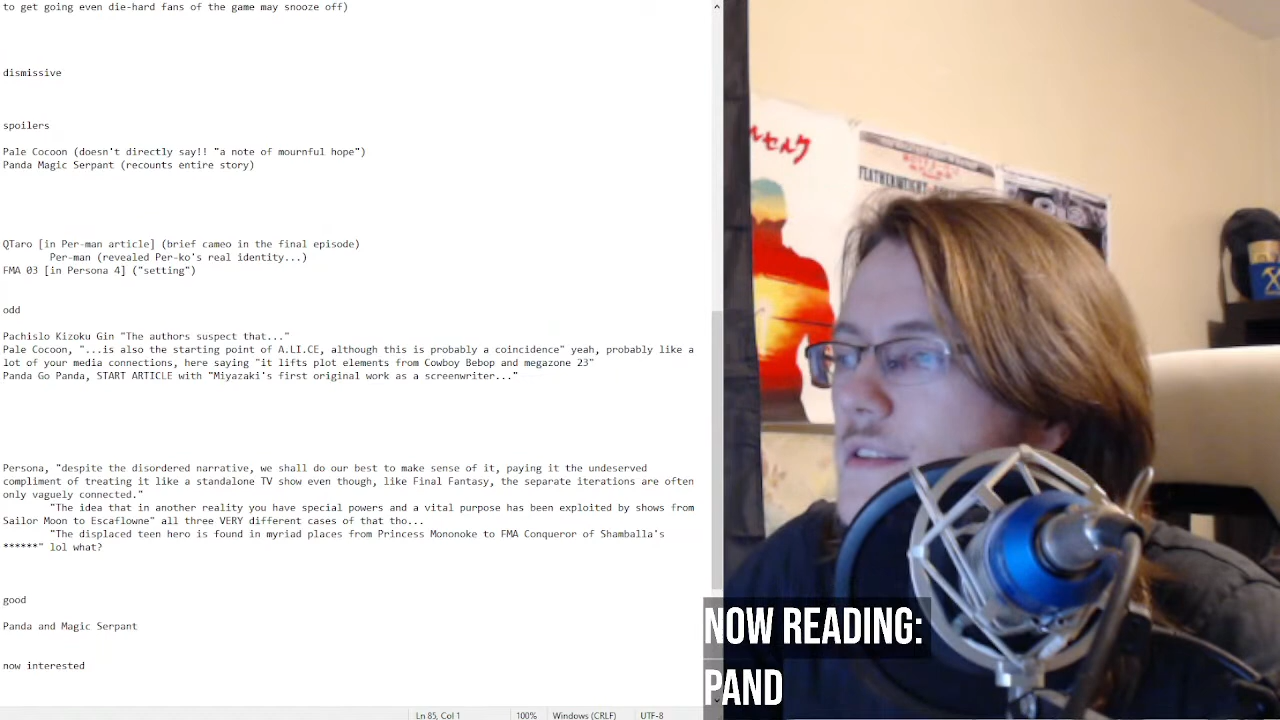 to get going even die-hard fans of the game may snooze off)
dismissive
spoilers
Pale Cocoon (doesn't directly say!! "a note of mournful hope")
Panda Magic Serpant (recounts entire story)
QTaro [in Per-man article] (brief cameo in the final episode)
Per-man (revealed Per-ko's real identity...)
FMA 03 [in Persona 4] ("setting")
odd
Pachislo Kizoku Gin "The authors suspect that..."
Pale Cocoon, "...is also the starting point of A.LI.CE, although this is probably a coincidence" yeah, probably like a
lot of your media connections, here saying "it lifts plot elements from Cowboy Bebop and megazone 23"
Panda Go Panda, START ARTICLE with "Miyazaki's first original work as a screenwriter..."
Persona, "despite the disordered narrative, we shall do our best to make sense of it, paying it the undeserved
compliment of treating it like a standalone TV show even though, like Final Fantasy, the separate iterations are often
only vaguely connected."
"The idea that in another reality you have special powers and a vital purpose has been exploited by shows from
Sailor Moon to Escaflowne" all three VERY different cases of that tho...
"The displaced teen hero is found in myriad places from Princess Mononoke to FMA Conqueror of Shamballa's
******" lol what?
good
Panda and Magic Serpant
now interested
Ln 85, Col 1 100% Windows (CRLF) UTF-8
ルセルク
FEATHERWEIGHT
NOW READING:
PAND